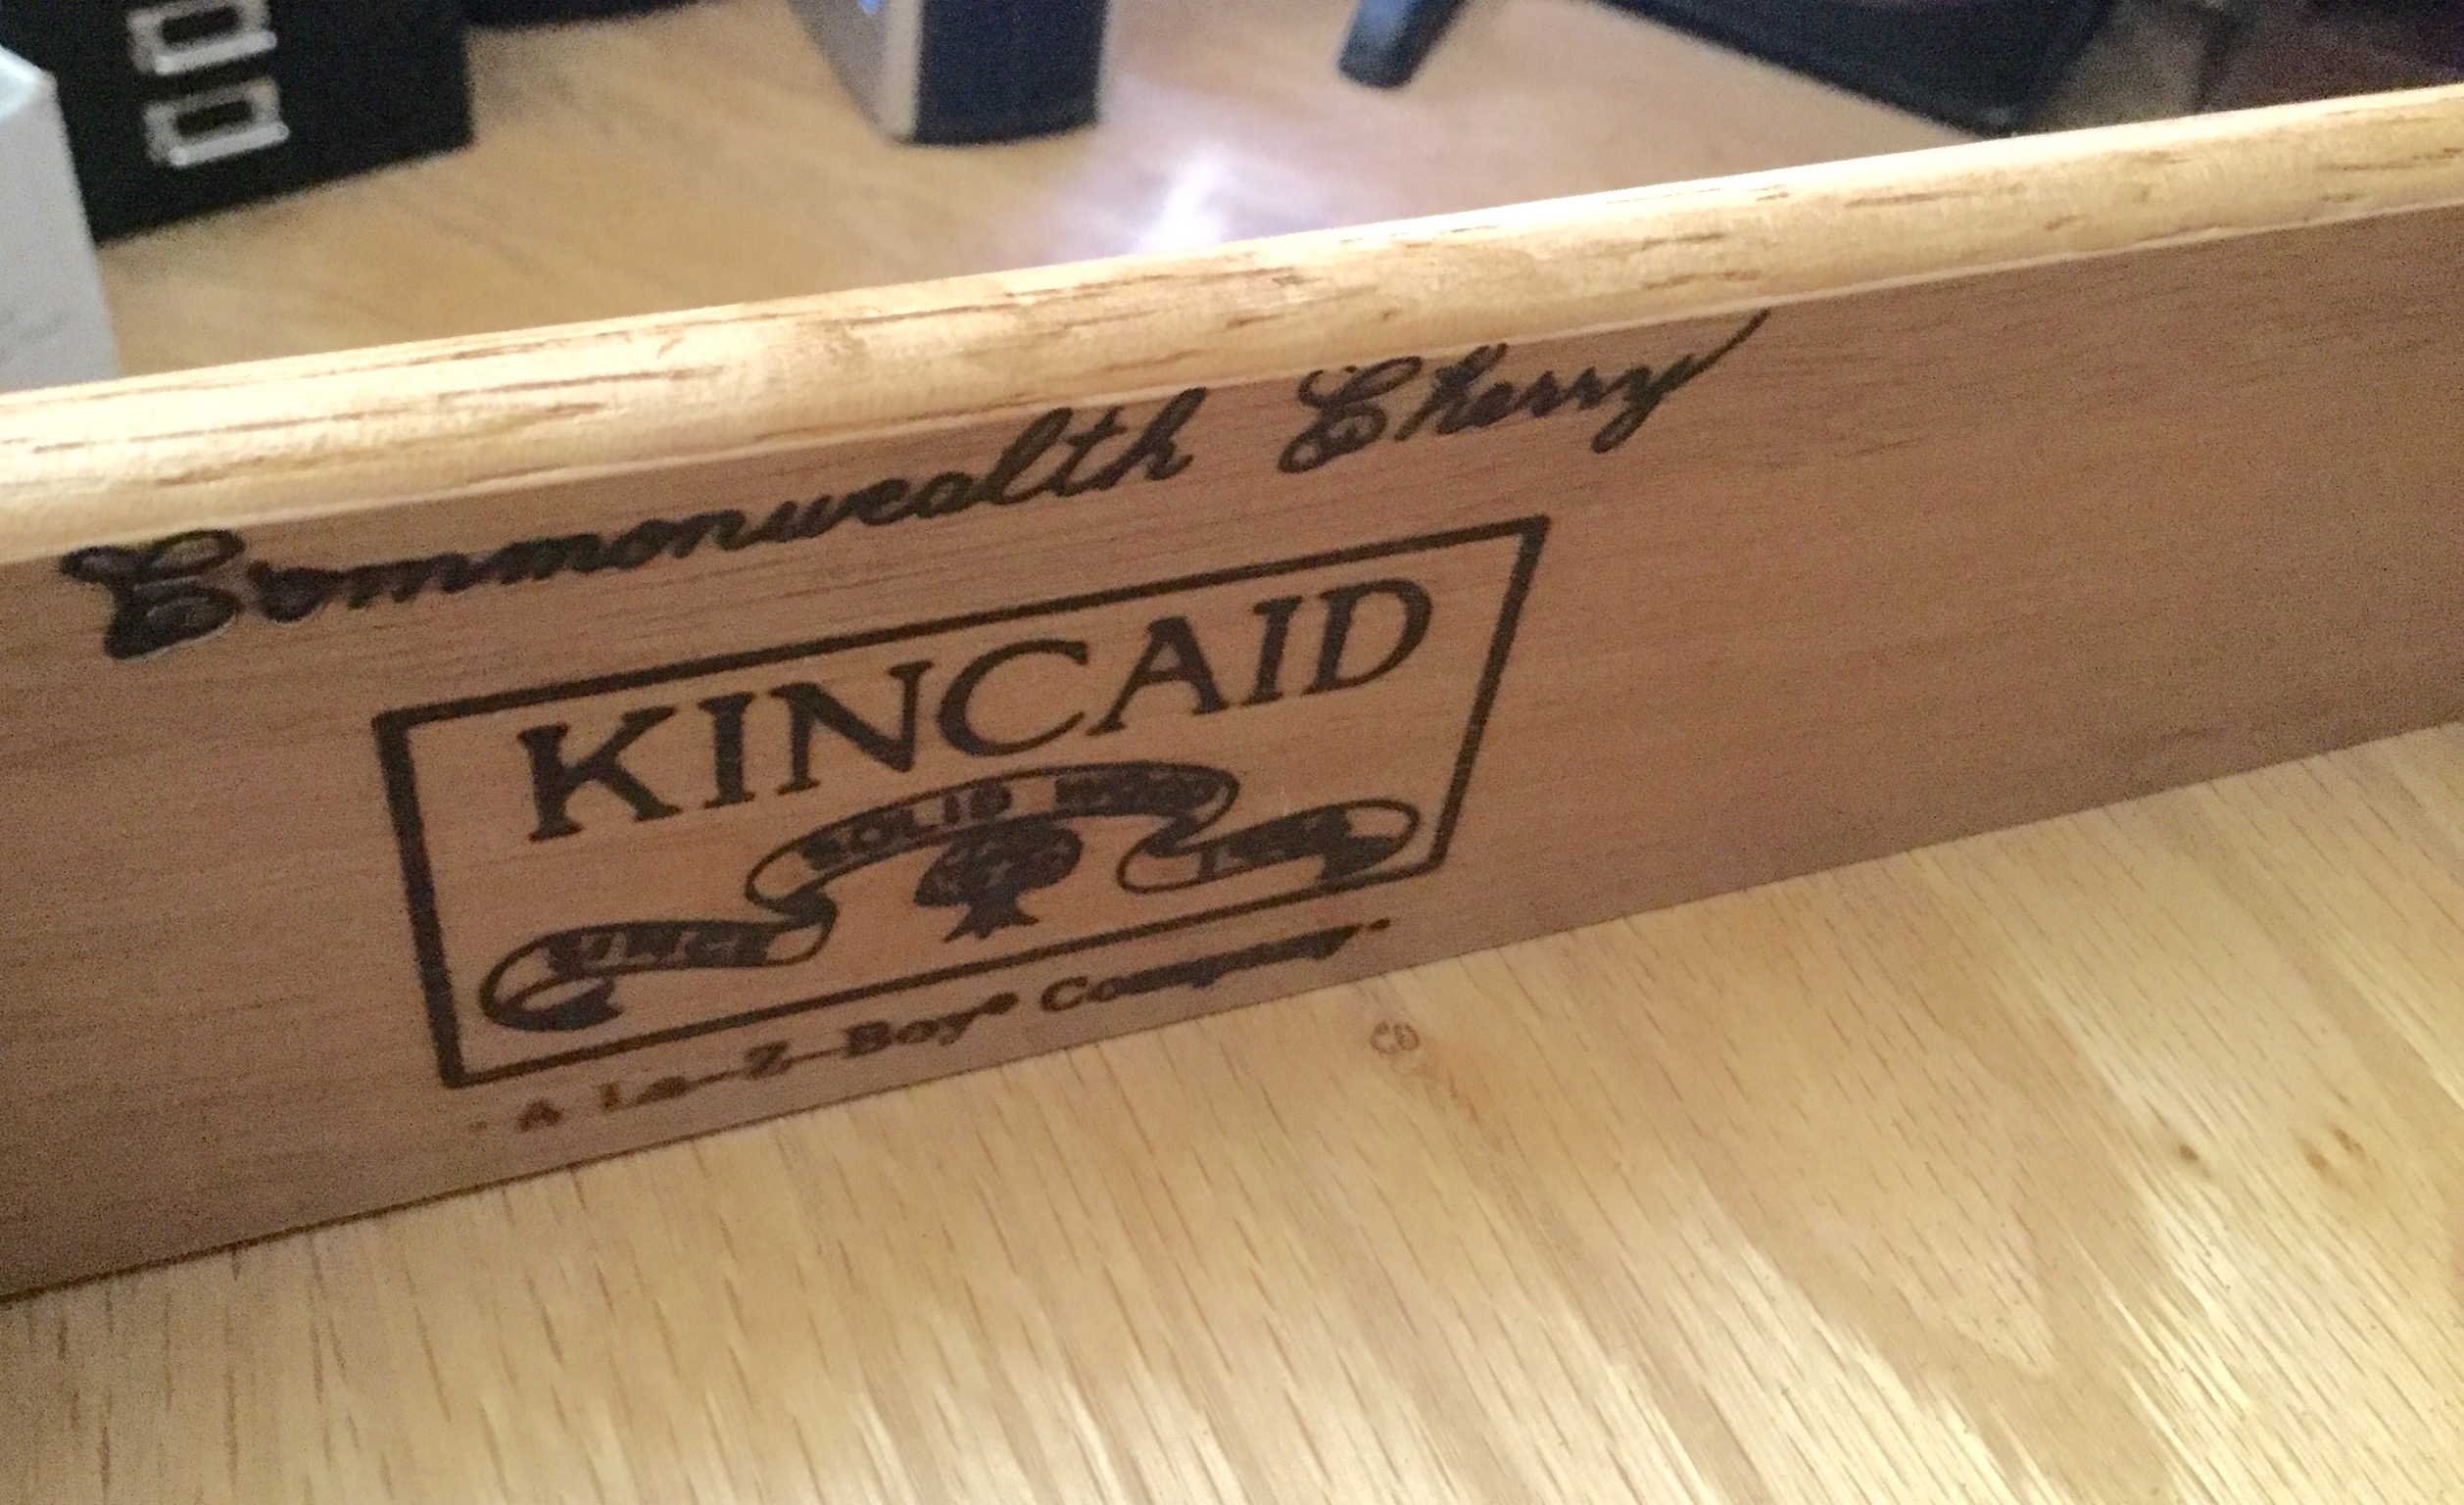 Commonwealth Cherry
KINCAID
SOLID WOOD
A La-Z-Boy® Company